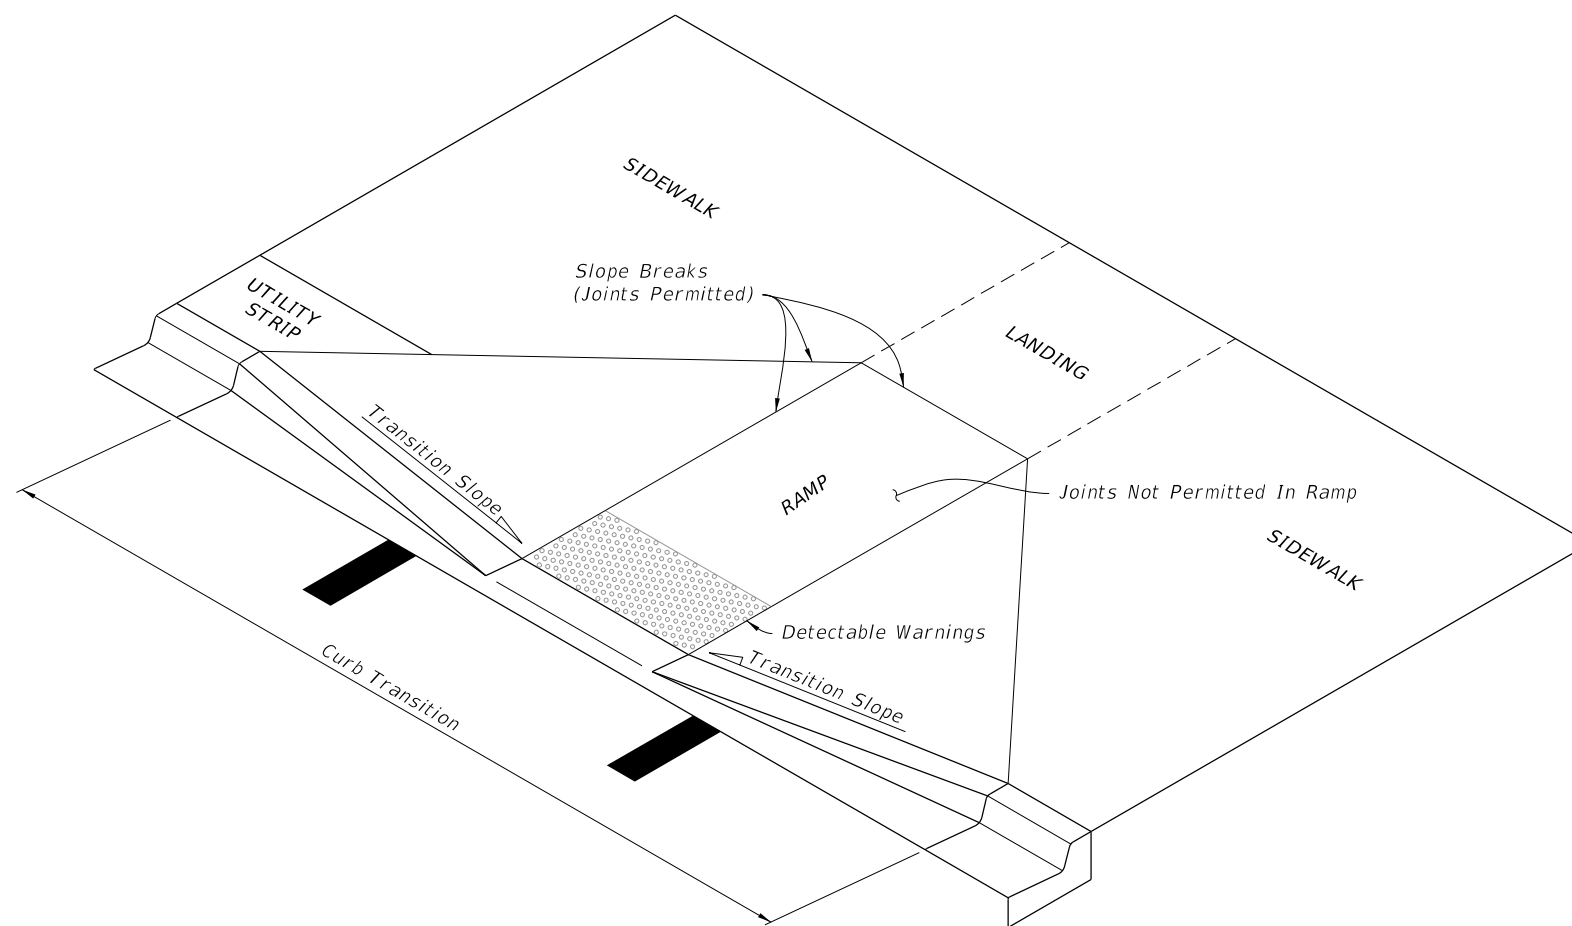 SIDEWALK
Slope Breaks
(Joints Permitted)
UTILITY
STRIP
LANDING
Transition Slope
RAMP
Joints Not Permitted In Ramp
SIDEWALK
Detectable Warnings
Transition Slope
Curb Transition